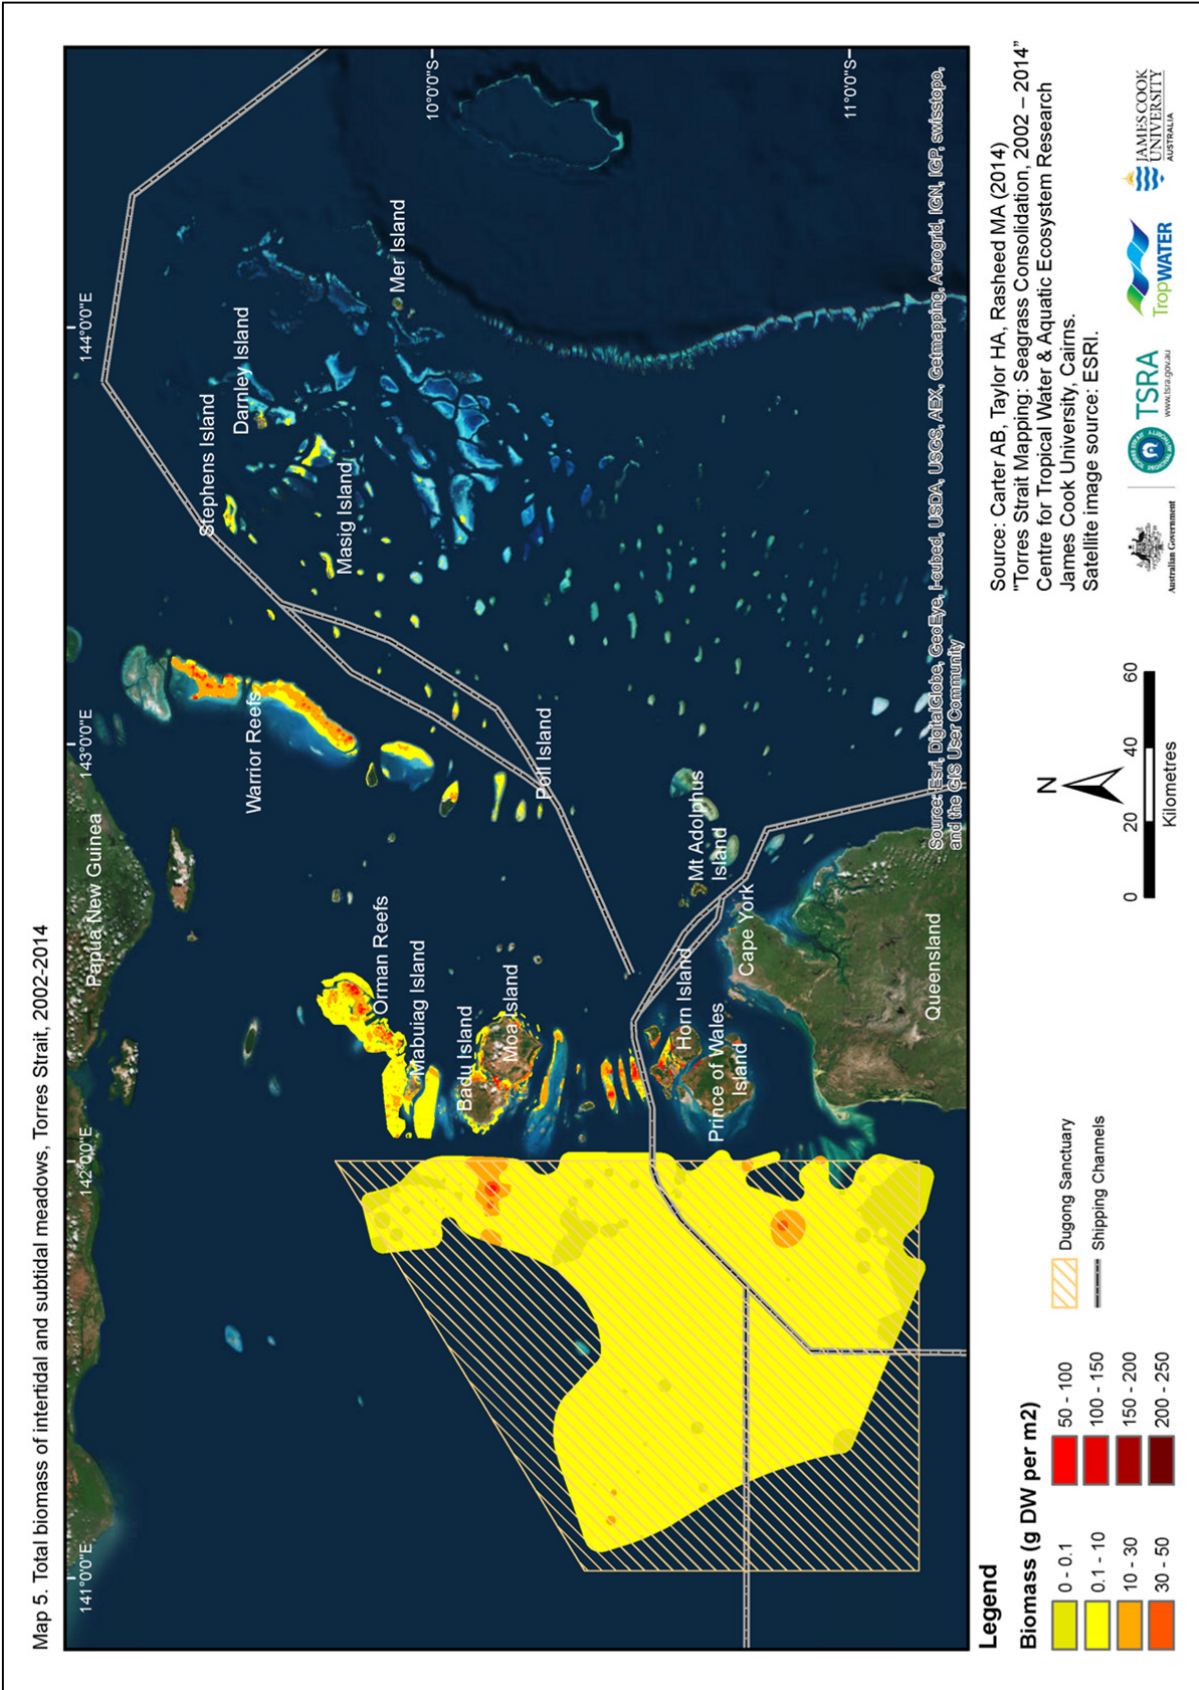 Map 5. Total biomass of intertidal and subtidal meadows, Torres Strait, 2002-2014
141°0'0"E
142°0'0"E
143°0'0"E
144°0'0"E
Papua New Guinea
Warrior Reefs
Stephens Island
Darnley Island
Masig Island
Mer Island
10°0'0"S
Orman Reefs
Mabuiag Island
Badu Island
Moa Island
Poll Island
Horn Island
Prince of Wales
Island
Mt Adolphus
Island
Cape York
Queensland
11°0'0"S
Source: Esri, DigitalGlobe, GeoEye, i-cubed, USDA, USGS, AEX, Getmapping, Aerogrid, IGN, IGP, swisstopo,
and the GIS User Community
Legend
Biomass (g DW per m2)
0 - 0.1
0.1 - 10
10 - 30
30 - 50
50 - 100
100 - 150
150 - 200
200 - 250
Dugong Sanctuary
Shipping Channels
N
0 20 40 60
Kilometres
Source: Carter AB, Taylor HA, Rasheed MA (2014)
"Torres Strait Mapping: Seagrass Consolidation, 2002 – 2014"
Centre for Tropical Water & Aquatic Ecosystem Research
James Cook University, Cairns.
Satellite image source: ESRI.
Australian Government
TSRA
www.tsra.gov.au
TropWATER
JAMES COOK
UNIVERSITY
AUSTRALIA